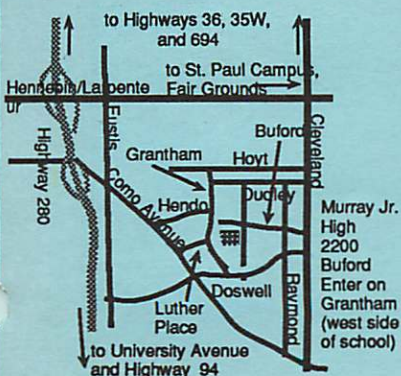 to Highways 36, 35W,
and 694
to St. Paul Campus,
Fair Grounds
Hennepin/Larpente
ur
Eustis
Buford
Cleveland
Grantham
Hoyt
Highway 280
Como Avenue
Dudley
Hendo
Murray Jr.
High
2200
Buford
Enter on
Grantham
(west side
of school)
Raymond
Luther
Place
Doswell
to University Avenue
and Highway 94